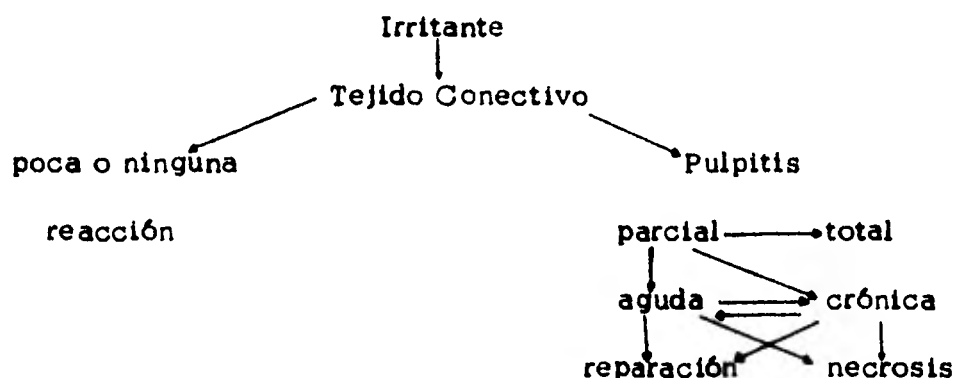 Irritante
Tejido Conectivo
poca o ninguna Pulpitis
reacción
parcial total
aguda crónica
reparación necrosis